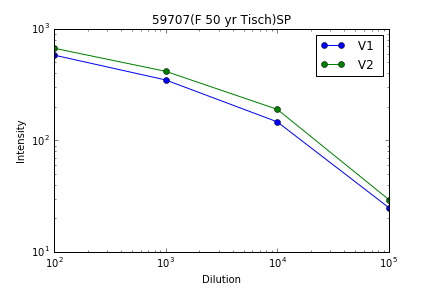 59707(F 50 yr Tisch)SP
10³
V1
V2
Intensity
10²
10¹
10²
10³
10⁴
10⁵
Dilution